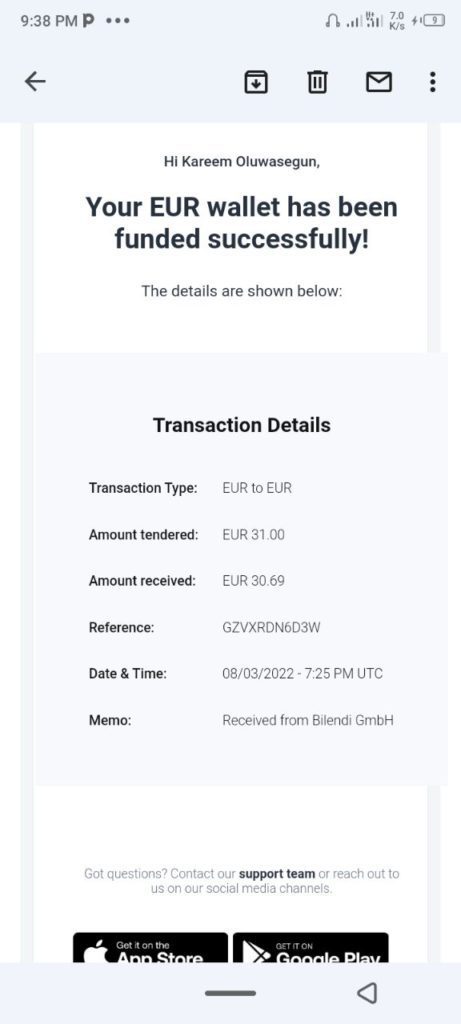 9:38 PM P •••
7.0
K/s
9
Hi Kareem Oluwasegun,
Your EUR wallet has been
funded successfully!
The details are shown below:
Transaction Details
Transaction Type: EUR to EUR
Amount tendered: EUR 31.00
Amount received: EUR 30.69
Reference: GZVXRDN6D3W
Date & Time: 08/03/2022 - 7:25 PM UTC
Memo: Received from Bilendi GmbH
Got questions? Contact our support team or reach out to
us on our social media channels.
Get it on the
App Store
GET IT ON
Google Play